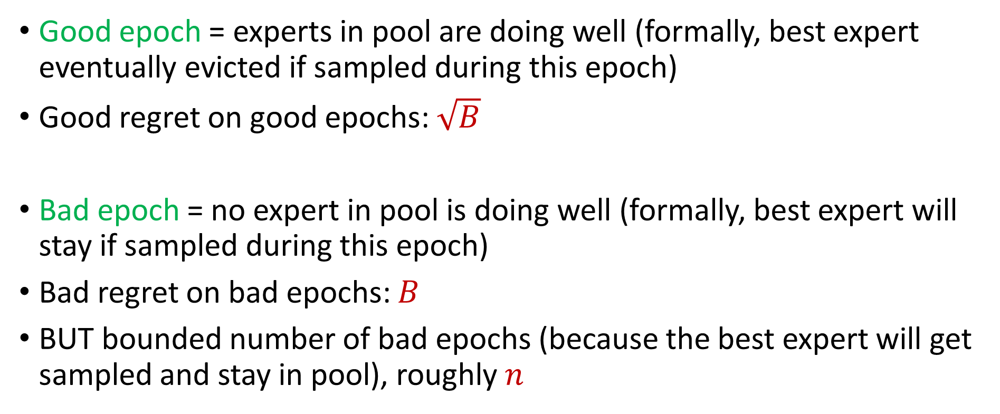 • Good epoch = experts in pool are doing well (formally, best expert
eventually evicted if sampled during this epoch)
• Good regret on good epochs: √B
• Bad epoch = no expert in pool is doing well (formally, best expert will
stay if sampled during this epoch)
• Bad regret on bad epochs: B
• BUT bounded number of bad epochs (because the best expert will get
sampled and stay in pool), roughly n